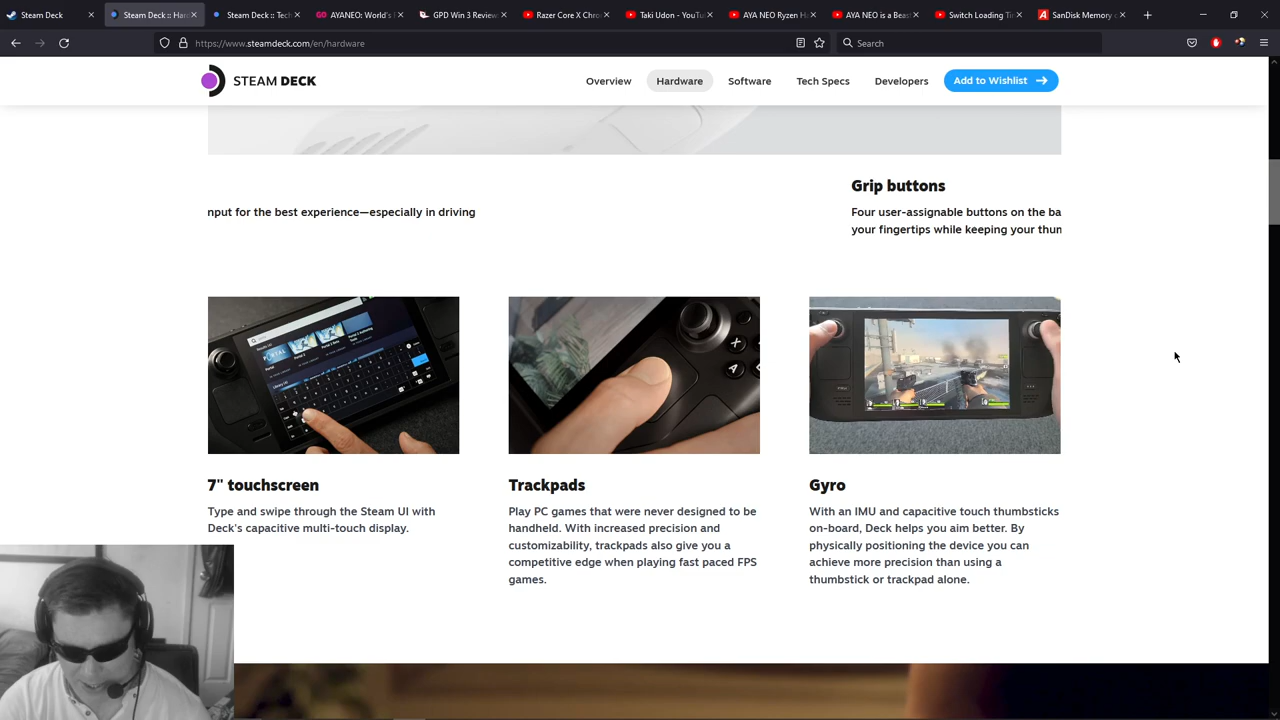 Steam Deck
Steam Deck :: Har
Steam Deck :: Tech
AYANEO: World's f
GPD Win 3 Review
Razer Core X Chro
Taki Udon - YouTu
AYA NEO Ryzen Ha
AYA NEO is a Beas
Switch Loading Tim
SanDisk Memory c
https://www.steamdeck.com/en/hardware
Search
STEAM DECK
Overview
Hardware
Software
Tech Specs
Developers
Add to Wishlist
Grip buttons
nput for the best experience—especially in driving
Four user-assignable buttons on the ba
your fingertips while keeping your thum
PORTAL
X
A
7" touchscreen
Type and swipe through the Steam UI with
Deck's capacitive multi-touch display.
Trackpads
Play PC games that were never designed to be
handheld. With increased precision and
customizability, trackpads also give you a
competitive edge when playing fast paced FPS
games.
Gyro
With an IMU and capacitive touch thumbsticks
on-board, Deck helps you aim better. By
physically positioning the device you can
achieve more precision than using a
thumbstick or trackpad alone.